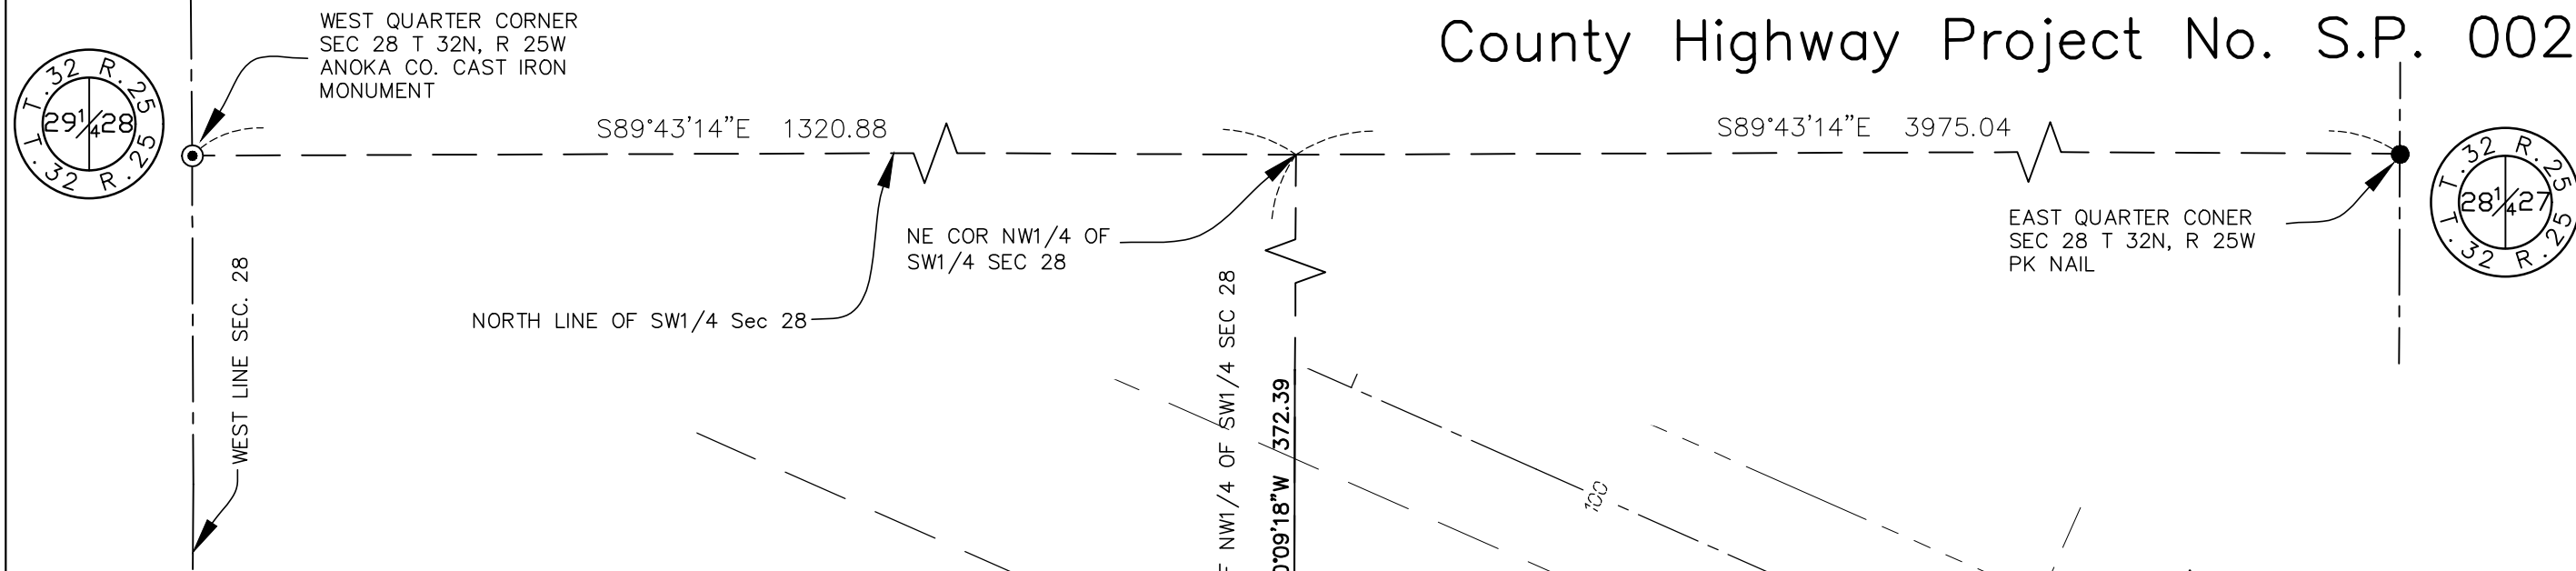 County Highway Project No. S.P. 002
WEST QUARTER CORNER
SEC 28 T 32N, R 25W
ANOKA CO. CAST IRON
MONUMENT
T.32 R.25
29 1/4 28
T.32 R.25
S89°43'14"E 1320.88
S89°43'14"E 3975.04
T.32 R.25
28 1/4 27
T.32 R.25
NE COR NW1/4 OF
SW1/4 SEC 28
EAST QUARTER CONER
SEC 28 T 32N, R 25W
PK NAIL
NORTH LINE OF SW1/4 Sec 28
WEST LINE SEC. 28
NW1/4 OF SW1/4 SEC 28
0°09'18"W 372.39
100